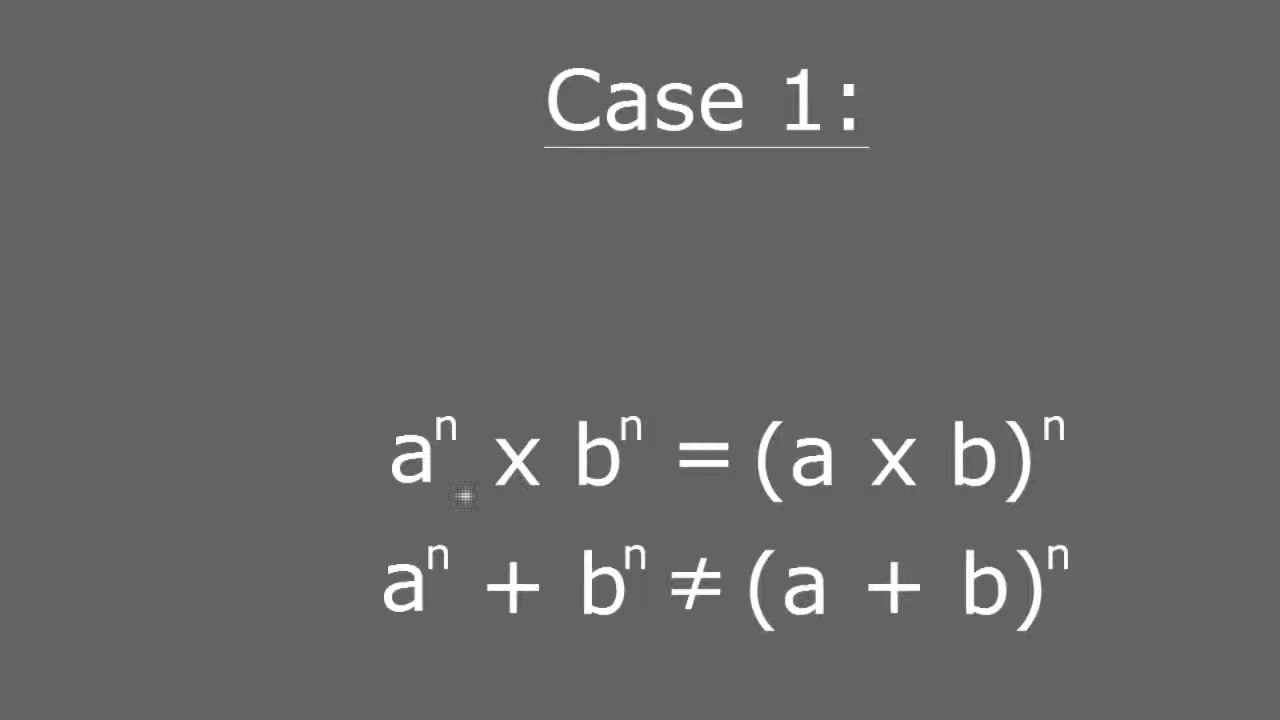 Case 1:
aⁿ x bⁿ = (a x b)ⁿ
aⁿ + bⁿ ≠ (a + b)ⁿ